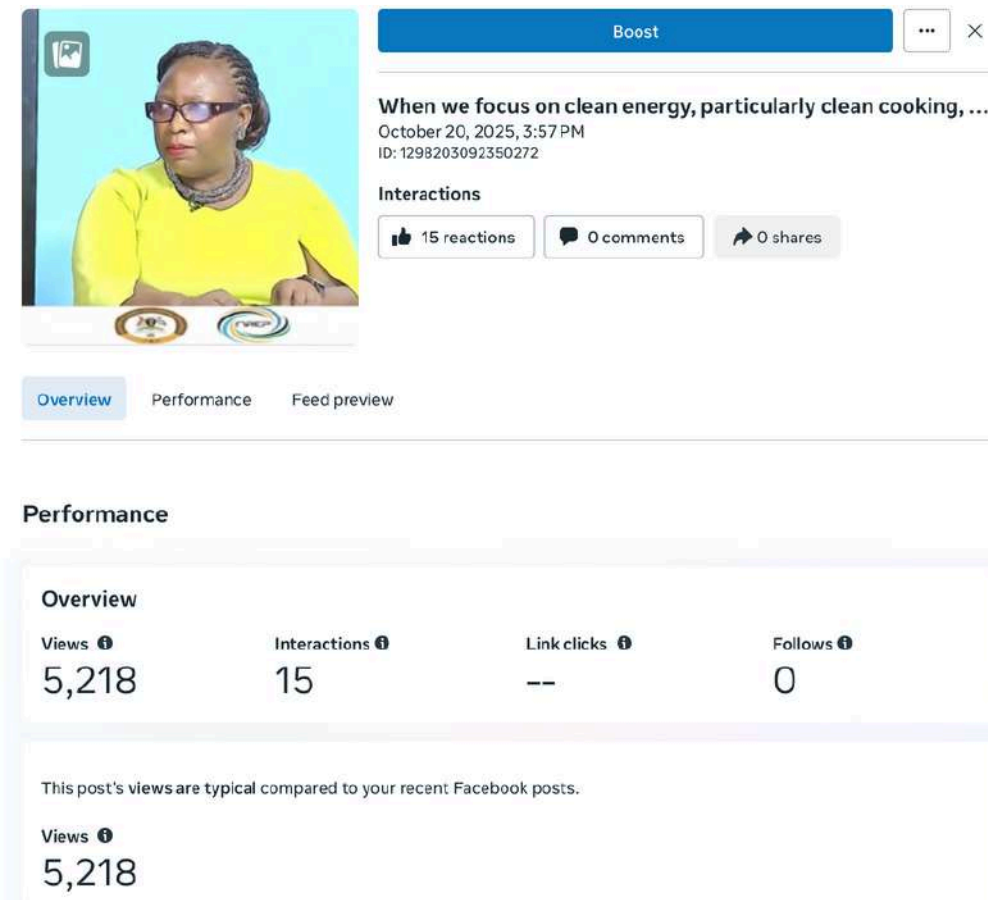 Boost
When we focus on clean energy, particularly clean cooking, ...
October 20, 2025, 3:57 PM
ID: 1298203092350272
Interactions
15 reactions
0 comments
0 shares
Overview
Performance
Feed preview
Performance
Overview
Views
Interactions
Link clicks
Follows
5,218
15
--
0
This post's views are typical compared to your recent Facebook posts.
Views
5,218